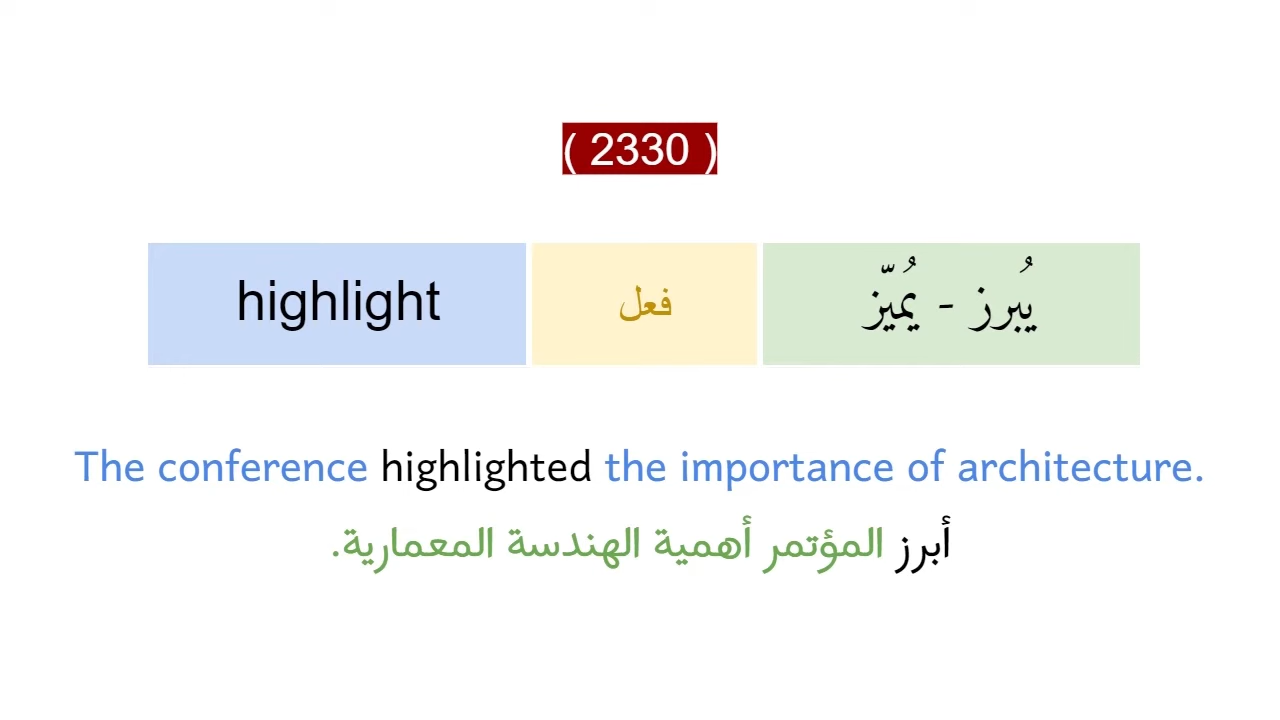 ( 2330 )
highlight فعل يُبرز - يُميّز
The conference highlighted the importance of architecture.
أبرز المؤتمر أهمية الهندسة المعمارية.